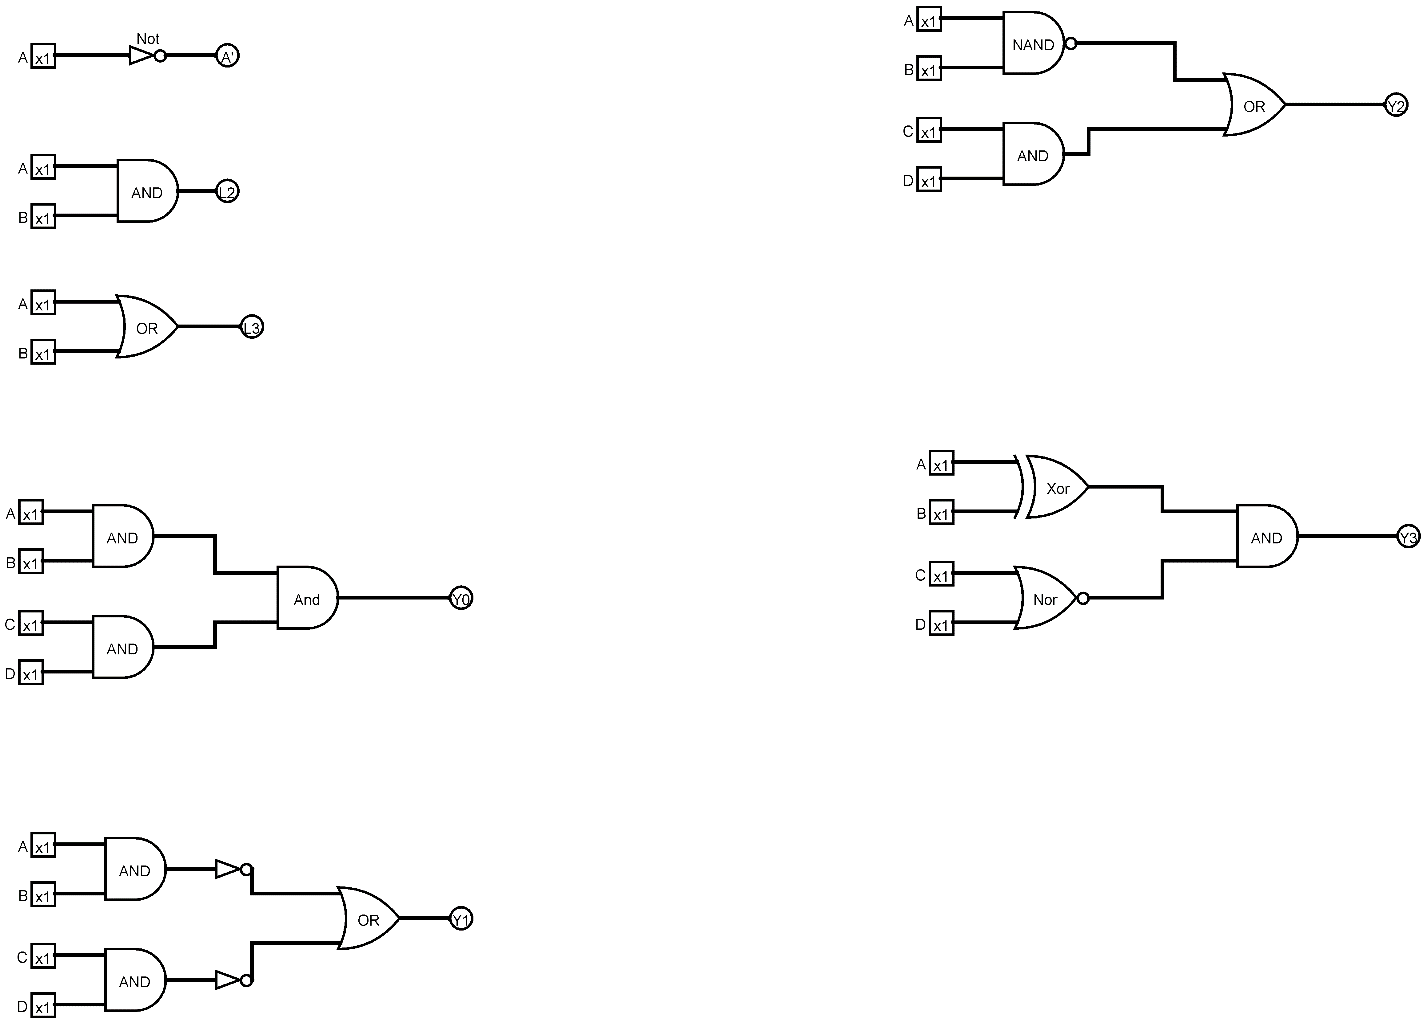 Not
A x1 A'
A x1
AND L2
B x1
A x1
OR L3
B x1
A x1
AND
B x1
And Y0
C x1
AND
D x1
A x1
AND
B x1
OR Y1
C x1
AND
D x1
A x1
NAND
B x1
OR Y2
C x1
AND
D x1
A x1
Xor
B x1
AND Y3
C x1
Nor
D x1